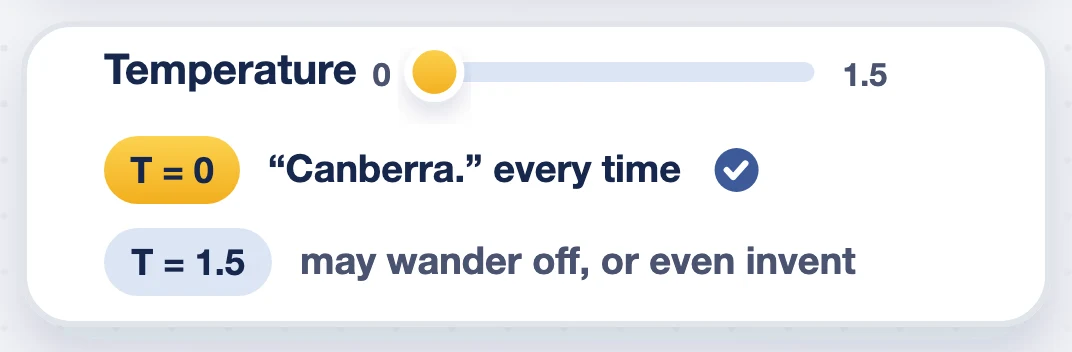 Temperature 0 1.5
T = 0 “Canberra.” every time
T = 1.5 may wander off, or even invent